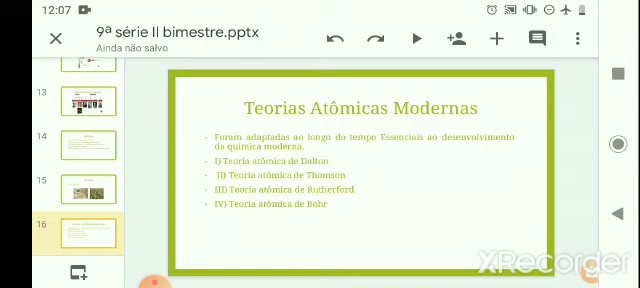 12:07
9ª série II bimestre.pptx
Ainda não salvo
13
14
15
16
Teorias Atômicas Modernas
Foram adaptadas ao longo do tempo Essenciais ao desenvolvimento
da química moderna.
I) Teoria atômica de Dalton
II) Teoria atômica de Thomson
III) Teoria atômica de Rutherford
IV) Teoria atômica de Bohr
XRecorder